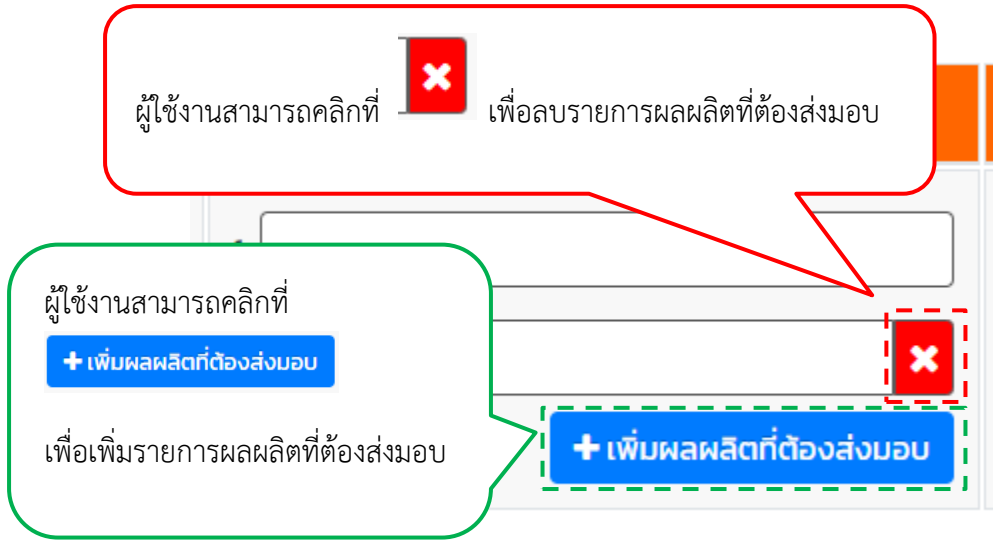 ผู้ใช้งานสามารถคลิกที่ เพื่อลบรายการผลผลิตที่ต้องส่งมอบ
ผู้ใช้งานสามารถคลิกที่
+ เพิ่มผลผลิตที่ต้องส่งมอบ
เพื่อเพิ่มรายการผลผลิตที่ต้องส่งมอบ
+ เพิ่มผลผลิตที่ต้องส่งมอบ